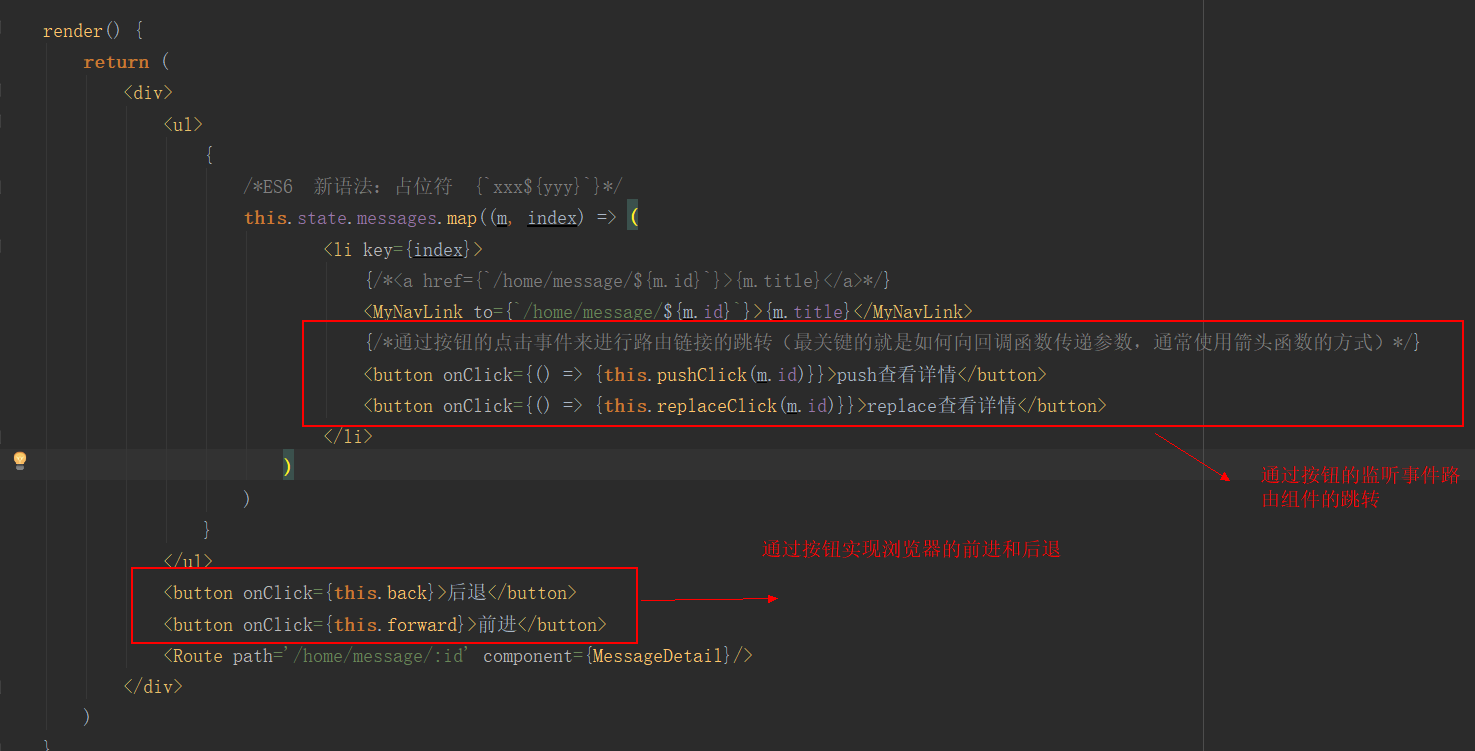 render() {
return (
<div>
<ul>
{
/*ES6  新语法：占位符  {`xxx${yyy}`}*/
this.state.messages.map((m, index) => (
<li key={index}>
{/*<a href={`/home/message/${m.id}`}>{m.title}</a>*/}
<MyNavLink to={`/home/message/${m.id}`}>{m.title}</MyNavLink>
{/*通过按钮的点击事件来进行路由链接的跳转（最关键的就是如何向回调函数传递参数，通常使用箭头函数的方式）*/}
<button onClick={() => {this.pushClick(m.id)}}>push查看详情</button>
<button onClick={() => {this.replaceClick(m.id)}}>replace查看详情</button>
</li>
)
通过按钮的监听事件路
由组件的跳转
)
}
通过按钮实现浏览器的前进和后退
</ul>
<button onClick={this.back}>后退</button>
<button onClick={this.forward}>前进</button>
<Route path='/home/message/:id' component={MessageDetail}/>
</div>
)
}